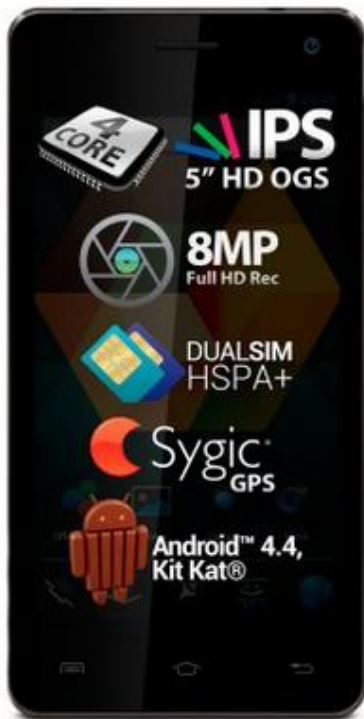 4
CORE
IPS
5" HD OGS
8MP
Full HD Rec
DUALSIM
HSPA+
Sygic®
GPS
Android™ 4.4,
Kit Kat®